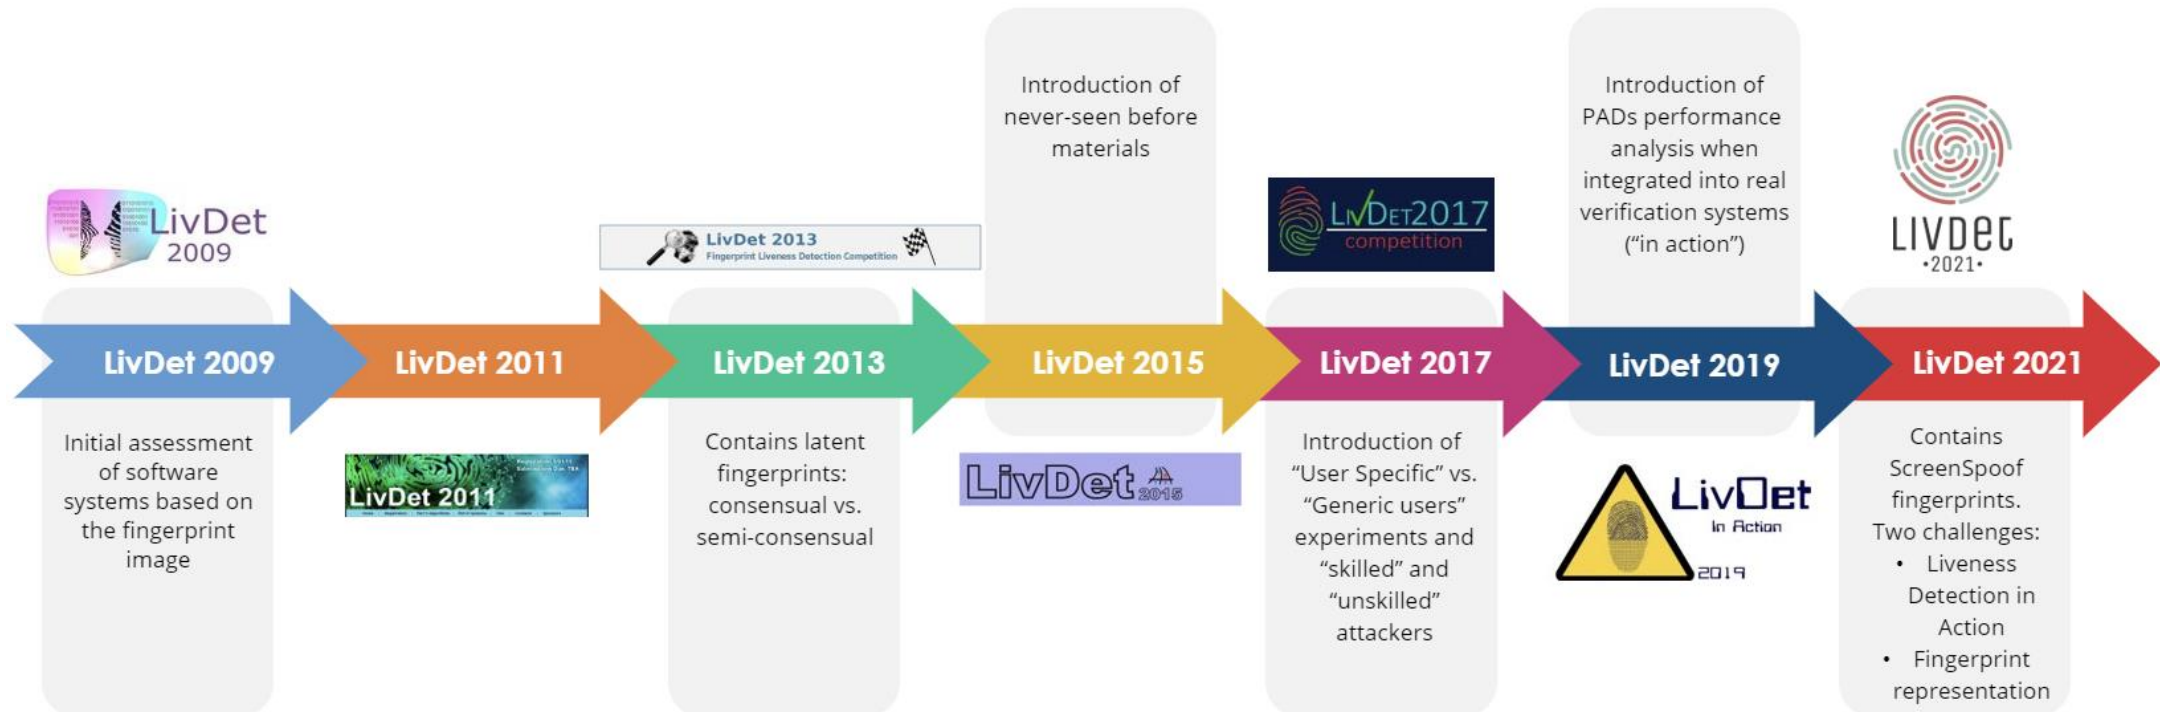 LivDet
2009
LivDet 2009
Initial assessment
of software
systems based on
the fingerprint
image
LivDet 2011
LivDet 2011
LivDet 2013
Fingerprint Liveness Detection Competition
LivDet 2013
Contains latent
fingerprints:
consensual vs.
semi-consensual
Introduction of
never-seen before
materials
LivDet 2015
LivDet
2015
LIVDET2017
competition
LivDet 2017
Introduction of
“User Specific” vs.
“Generic users”
experiments and
“skilled” and
“unskilled”
attackers
Introduction of
PADs performance
analysis when
integrated into real
verification systems
(“in action”)
LivDet 2019
LivDet
In Action
2019
LIVDET
•2021•
LivDet 2021
Contains
ScreenSpoof
fingerprints.
Two challenges:
• Liveness
Detection in
Action
• Fingerprint
representation